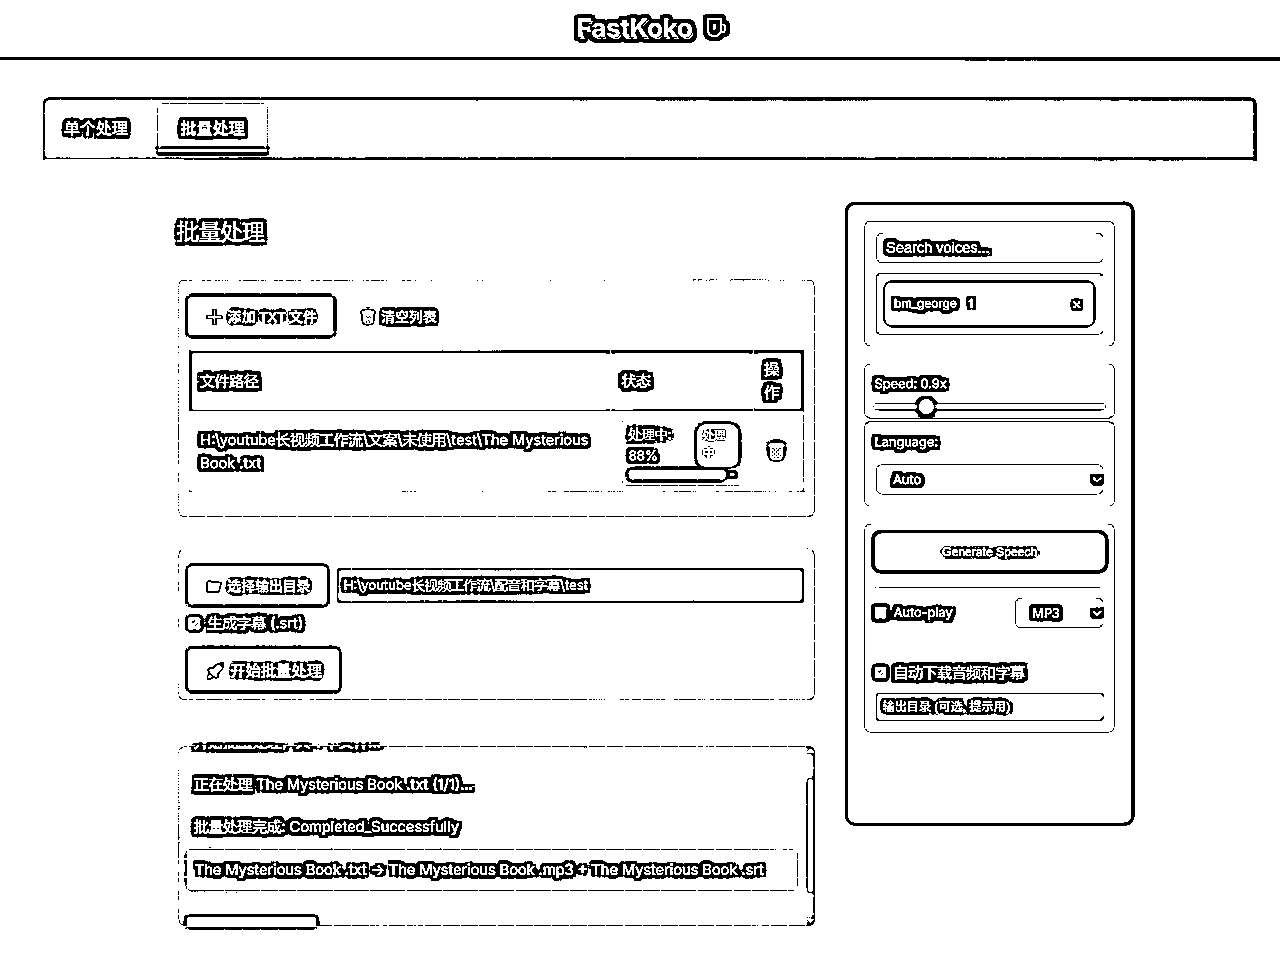 FastKoko
单个处理
批量处理
批量处理
添加 TXT 文件
清空列表
文件路径
状态
操作
H:\youtube长视频工作流\文案\未使用\test\The Mysterious
Book .txt
处理中:
88%
处理中
选择输出目录
H:\youtube长视频工作流\配音和字幕\test
生成字幕 (.srt)
开始批量处理
正在处理 The Mysterious Book .txt (1/1)...
批量处理完成: Completed_Successfully
The Mysterious Book .txt → The Mysterious Book .mp3 + The Mysterious Book .srt
Search voices...
bm_george 1
Speed: 0.9x
Language:
Auto
Generate Speech
Auto-play
MP3
自动下载音频和字幕
输出目录 (可选, 提示用)